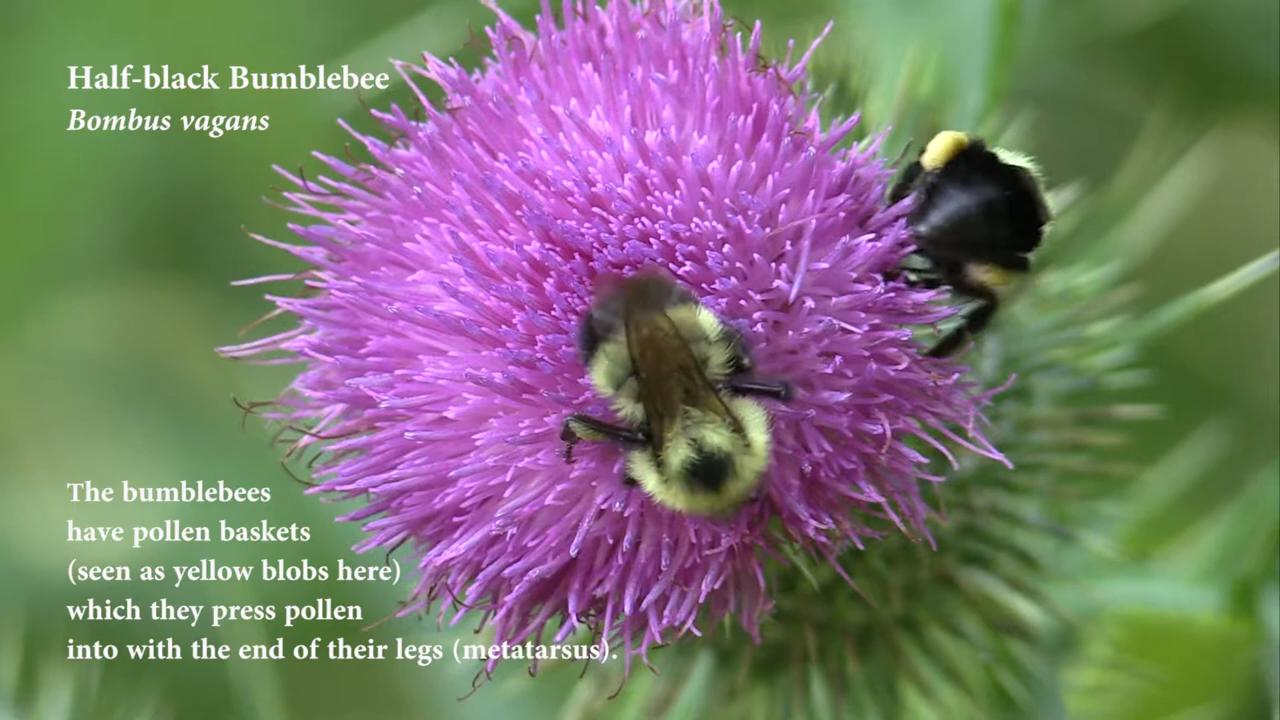 Half-black Bumblebee
Bombus vagans
The bumblebees
have pollen baskets
(seen as yellow blobs here)
which they press pollen
into with the end of their legs (metatarsus).